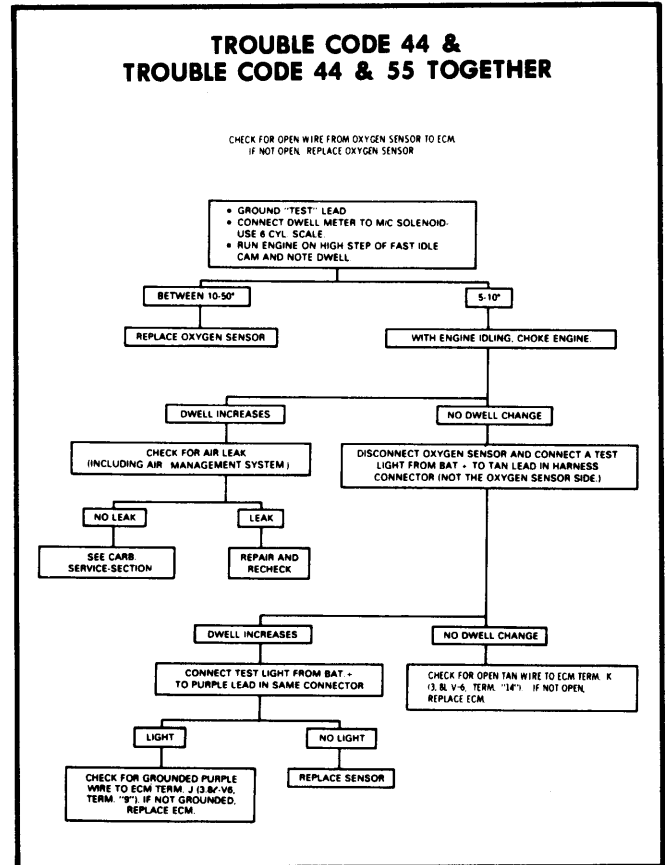 TROUBLE CODE 44 &
TROUBLE CODE 44 & 55 TOGETHER
CHECK FOR OPEN WIRE FROM OXYGEN SENSOR TO ECM.
IF NOT OPEN, REPLACE OXYGEN SENSOR
• GROUND "TEST" LEAD
• CONNECT DWELL METER TO M/C SOLENOID-
USE 6 CYL. SCALE.
• RUN ENGINE ON HIGH STEP OF FAST IDLE
CAM AND NOTE DWELL
BETWEEN 10-50°
5-10°
REPLACE OXYGEN SENSOR
WITH ENGINE IDLING, CHOKE ENGINE.
DWELL INCREASES
NO DWELL CHANGE
CHECK FOR AIR LEAK
(INCLUDING AIR MANAGEMENT SYSTEM)
DISCONNECT OXYGEN SENSOR AND CONNECT A TEST
LIGHT FROM BAT + TO TAN LEAD IN HARNESS
CONNECTOR (NOT THE OXYGEN SENSOR SIDE.)
NO LEAK
LEAK
SEE CARB.
SERVICE-SECTION
REPAIR AND
RECHECK
DWELL INCREASES
NO DWELL CHANGE
CONNECT TEST LIGHT FROM BAT. +
TO PURPLE LEAD IN SAME CONNECTOR
CHECK FOR OPEN TAN WIRE TO ECM TERM. K
(3.8L V-6, TERM. "14"). IF NOT OPEN,
REPLACE ECM.
LIGHT
NO LIGHT
CHECK FOR GROUNDED PURPLE
WIRE TO ECM TERM. J (3.8ℓ-V6,
TERM. "9"). IF NOT GROUNDED,
REPLACE ECM.
REPLACE SENSOR